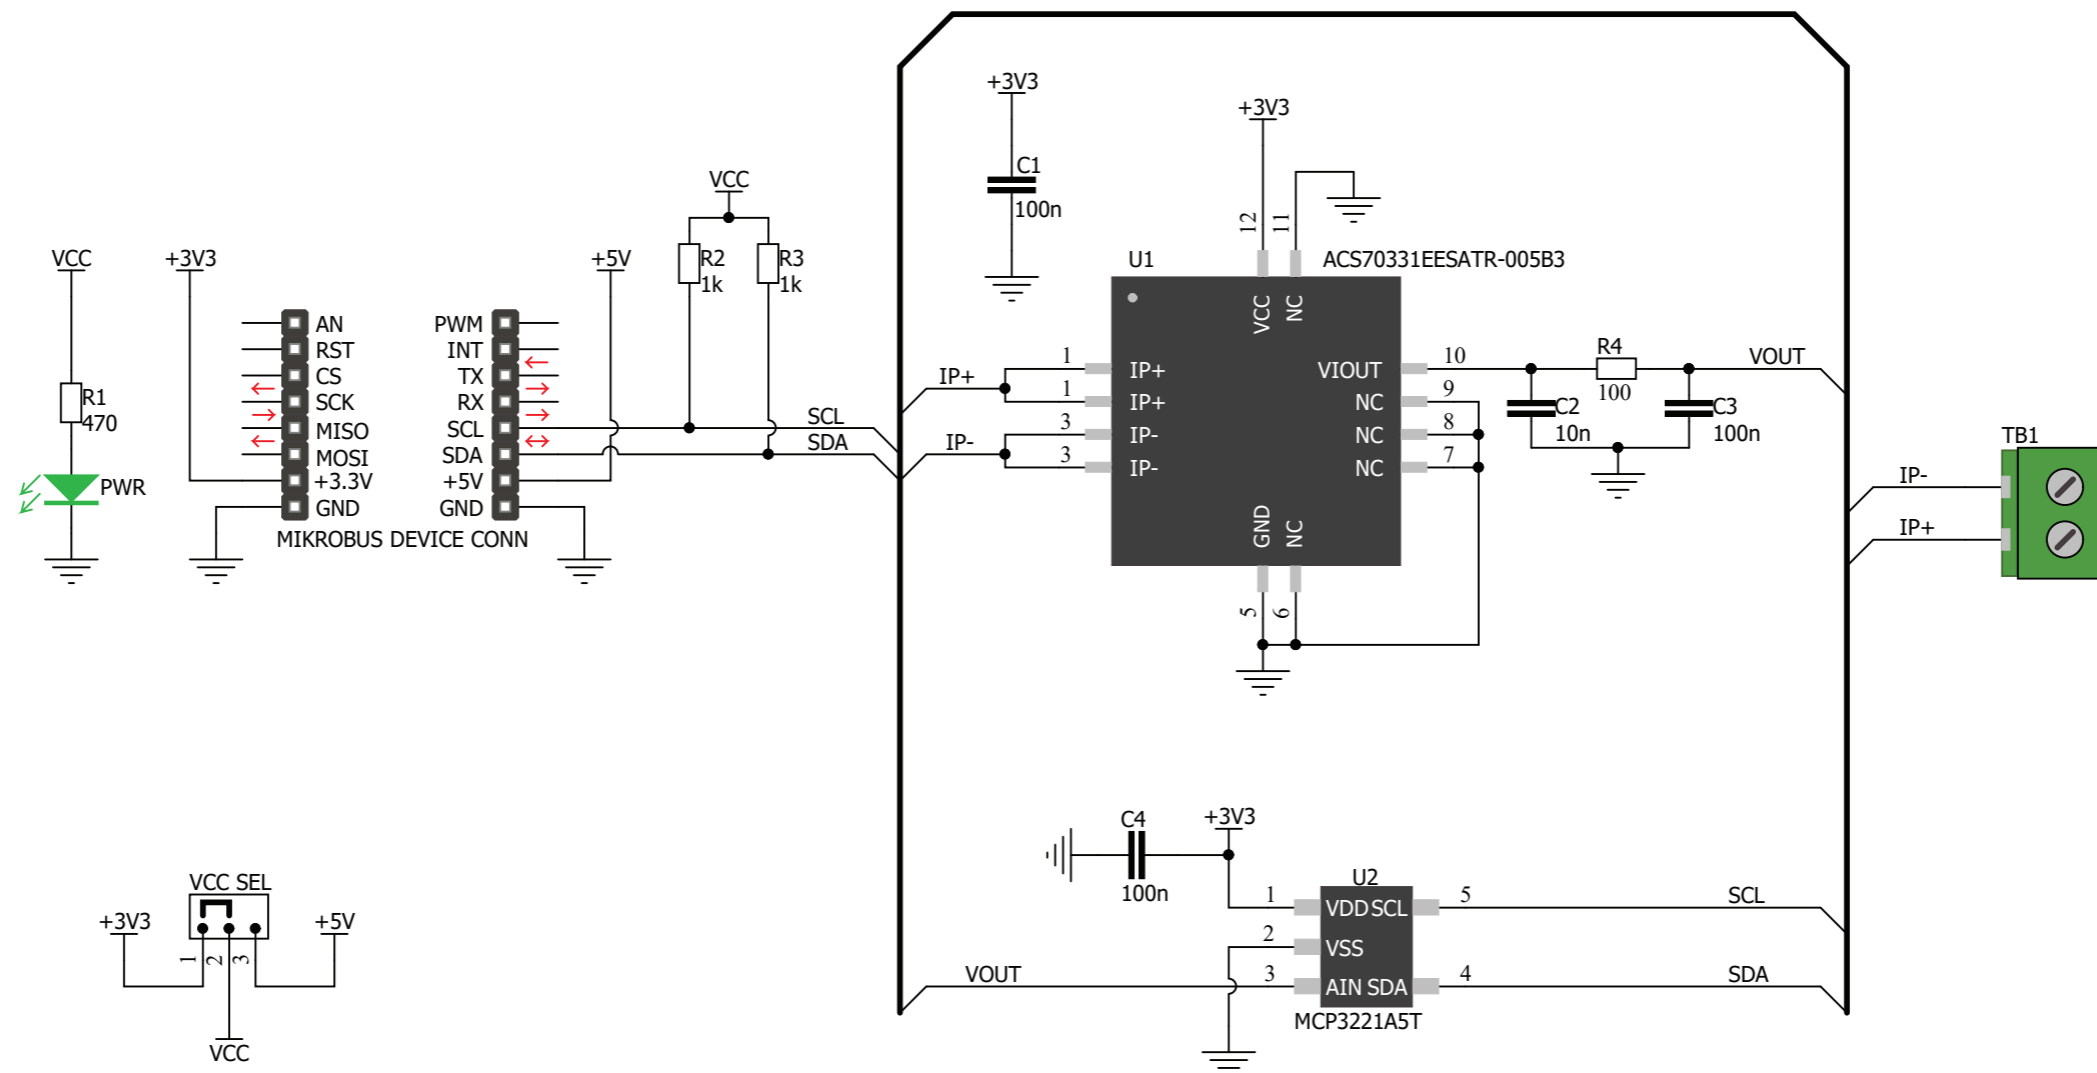 VCC
R1
470
PWR
+3V3
AN
RST
CS
SCK
MISO
MOSI
+3.3V
GND
PWM
INT
TX
RX
SCL
SDA
+5V
GND
MIKROBUS DEVICE CONN
+5V
VCC
R2
1k
R3
1k
SCL
SDA
VCC SEL
+3V3
+5V
1
2
3
VCC
+3V3
C1
100n
+3V3
12
11
U1
ACS70331EESATR-005B3
VCC
NC
IP+
IP-
1
1
3
3
IP+
IP+
IP-
IP-
VIOUT
NC
NC
NC
10
9
8
7
GND
NC
5
6
R4
100
VOUT
C2
10n
C3
100n
TB1
IP-
IP+
C4
100n
+3V3
U2
1
2
3
VDD SCL
VSS
AIN SDA
5
4
SCL
SDA
VOUT
MCP3221A5T